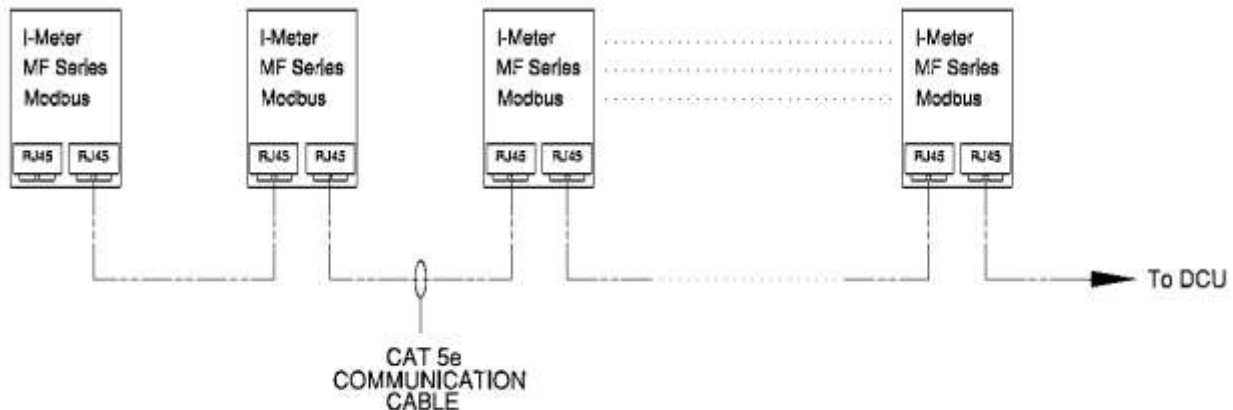 I-Meter
MF Series
Modbus
RJ45 RJ45
I-Meter
MF Series
Modbus
RJ45 RJ45
I-Meter
MF Series
Modbus
RJ45 RJ45
I-Meter
MF Series
Modbus
RJ45 RJ45
To DCU
CAT 5e
COMMUNICATION
CABLE